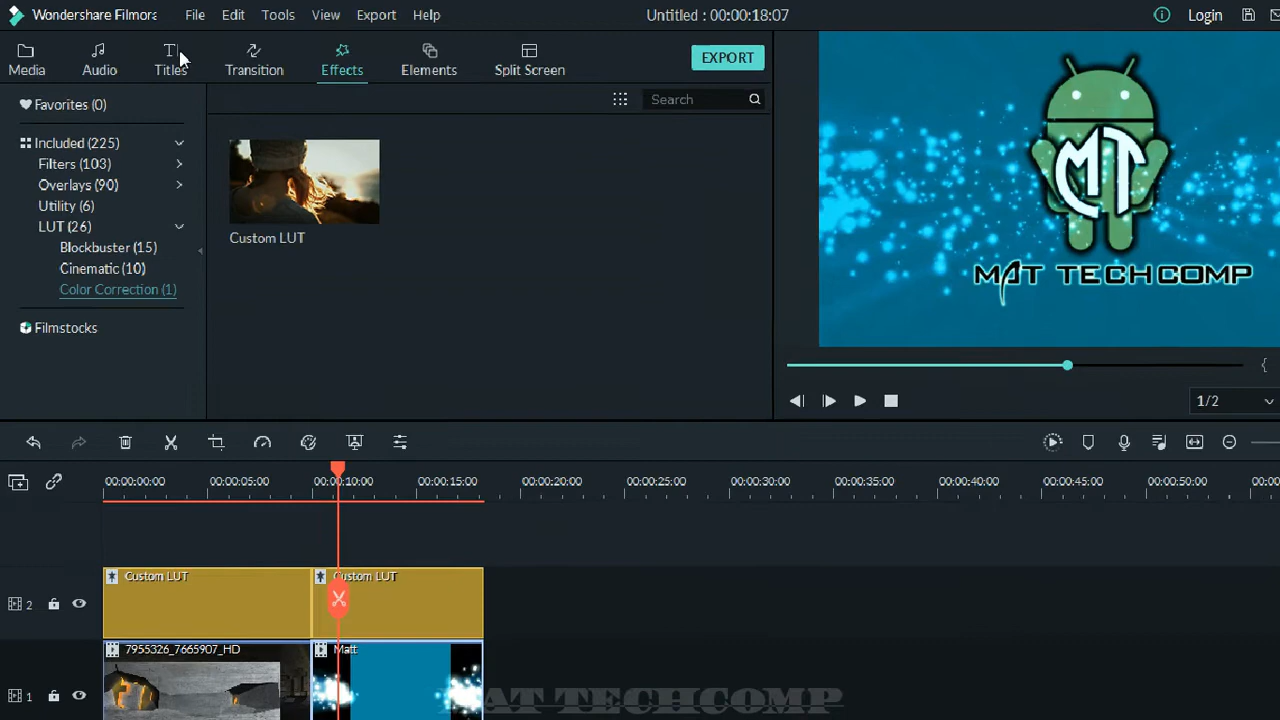 Wondershare Filmora File Edit Tools View Export Help Untitled : 00:00:18:07 Login
Media Audio Titles Transition Effects Elements Split Screen EXPORT
Favorites (0)
Search
Included (225)
Filters (103)
Overlays (90)
Utility (6)
LUT (26)
Blockbuster (15)
Cinematic (10)
Color Correction (1)
Filmstocks
Custom LUT
MT
MAT TECH COMP
1/2
00:00:00:00 00:00:05:00 00:00:10:00 00:00:15:00 00:00:20:00 00:00:25:00 00:00:30:00 00:00:35:00 00:00:40:00 00:00:45:00 00:00:50:00
Custom LUT Custom LUT
2
7955326_7665907_HD Matt
1
MAT TECHCOMP